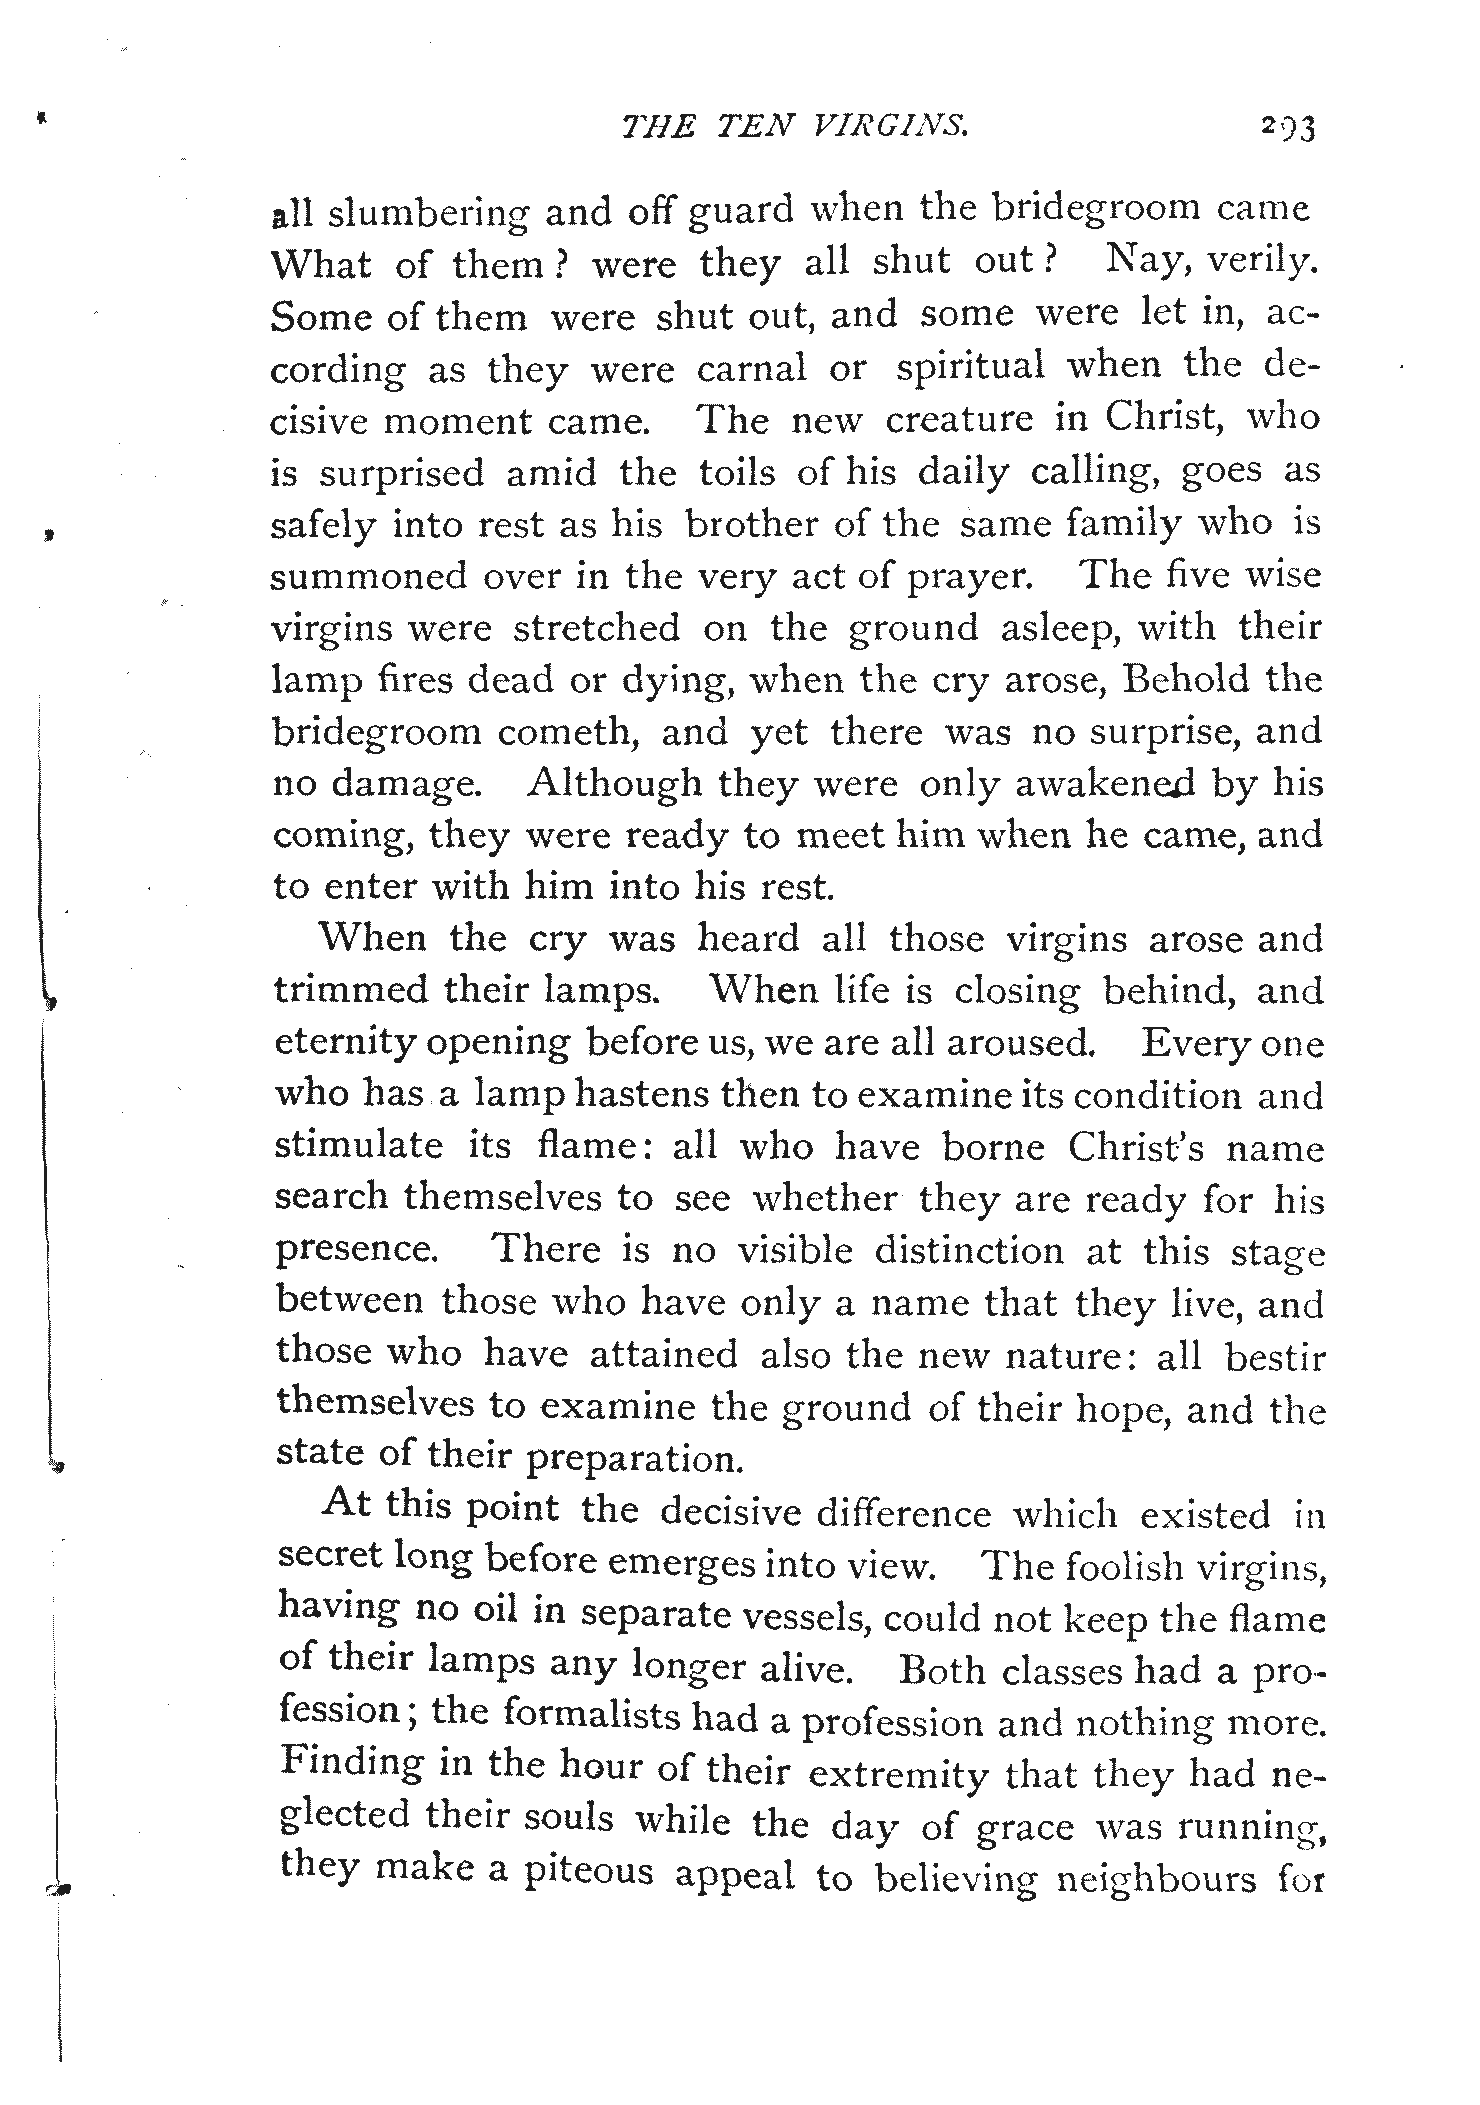 THE TEN VIRGINS. 293
all slumbering and off guard when the bridegroom came
What of them ? were they all shut out ? Nay, verily.
Some of them were shut out, and some were let in, ac-
cording as they were carnal or spiritual when the de-
cisive moment came. The new creature in Christ, who
is surprised amid the toils of his daily calling, goes as
safely into rest as his brother of the same family who is
summoned over in the very act of prayer. The five wise
virgins were stretched on the ground asleep, with their
lamp fires dead or dying, when the cry arose, Behold the
bridegroom cometh, and yet there was no surprise, and
no damage. Although they were only awakened by his
coming, they were ready to meet him when he came, and
to enter with him into his rest.
When the cry was heard all those virgins arose and
trimmed their lamps. When life is closing behind, and
eternity opening before us, we are all aroused. Every one
who has a lamp hastens then to examine its condition and
stimulate its flame: all who have borne Christ's name
search themselves to see whether they are ready for his
presence. There is no visible distinction at this stage
between those who have only a name that they live, and
those who have attained also the new nature: all bestir
themselves to examine the ground of their hope, and the
state of their preparation.
At this point the decisive difference which existed in
secret long before emerges into view. The foolish virgins,
having no oil in separate vessels, could not keep the flame
of their lamps any longer alive. Both classes had a pro-
fession; the formalists had a profession and nothing more.
Finding in the hour of their extremity that they had ne-
glected their souls while the day of grace was running,
they make a piteous appeal to believing neighbours for